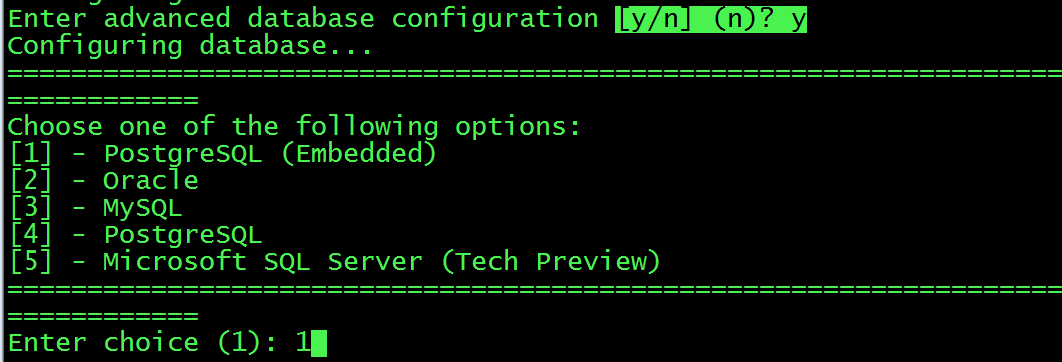 Enter advanced database configuration [y/n] (n)? y
Configuring database...
==================================================================
============
Choose one of the following options:
[1] - PostgreSQL (Embedded)
[2] - Oracle
[3] - MySQL
[4] - PostgreSQL
[5] - Microsoft SQL Server (Tech Preview)
==================================================================
============
Enter choice (1): 1